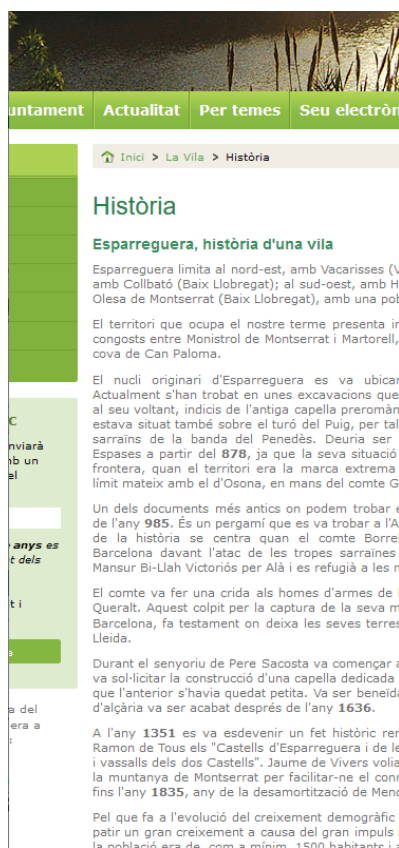 Actualitat
Per temes
Inici > La Vila > Història
Història
Esparreguera, història d'una vila
Esparreguera limita al nord-est, amb Vacarisses
amb Collbató (Baix Llobregat); al sud-oest, amb
Olesa de Montserrat (Baix Llobregat), amb una
El territori que ocupa el nostre terme presenta
congosts entre Monistrol de Montserrat i Martorell,
cova de Can Paloma.
El nucli originari d'Esparreguera es va
Actualment s'han trobat en unes excavacions que
al seu voltant, indicis de l'antiga capella
estava situat també sobre el turó del Puig, per tal
sarraïns de la banda del Penedès. Deuria ser
Espases a partir del 878, ja que la seva situació
frontera, quan el territori era la marca extrema
límit mateix amb el d'Osona, en mans del comte
Un dels documents més antics on podem trobar
de l'any 985. És un pergamí que es va trobar a
de la història se centra quan el comte
Barcelona davant l'atac de les tropes sarraïnes
Mansur Bi-Llah Victoriós per Alà i es refugià a les
El comte va fer una crida als homes d'armes de
Queralt. Aquest colpit per la captura de la seva
Barcelona, fa testament on deixa les seves terres
Lleida.
Durant el senyoriu de Pere Sacosta va començar
va sol·licitar la construcció d'una capella dedicada
que l'anterior s'havia quedat petita. Va ser
d'alçària va ser acabat després de l'any 1636.
A l'any 1351 es va esdevenir un fet històric
Ramon de Tous els "Castells d'Esparreguera i de
i vassalls dels dos Castells". Jaume de Vivers
la muntanya de Montserrat per facilitar-ne el
fins l'any 1835, any de la desamortització de
Pel que fa a l'evolució del creixement demogràfic
patir un gran creixement a causa del gran impuls
la població era de, com a mínim, 1500 habitants i
anys es
t dels